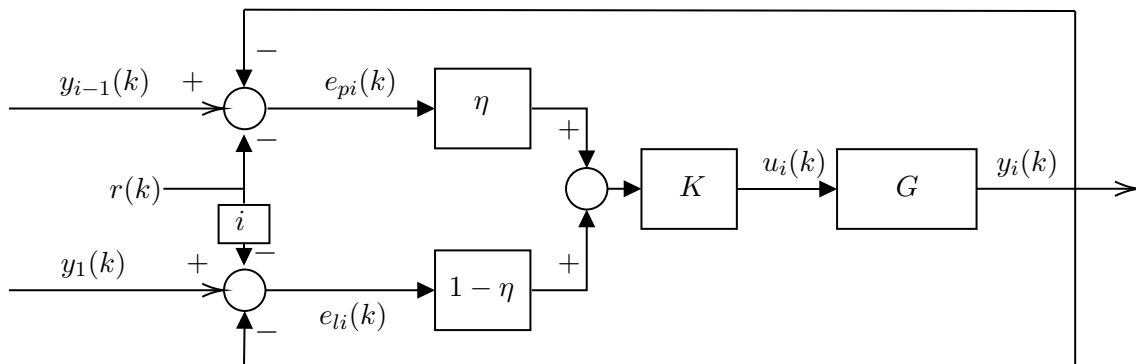 −
y_{i−1}(k) + e_{pi}(k) η
− +
r(k) K u_i(k) G y_i(k)
i
−
y_1(k) + e_{li}(k) 1 − η +
−